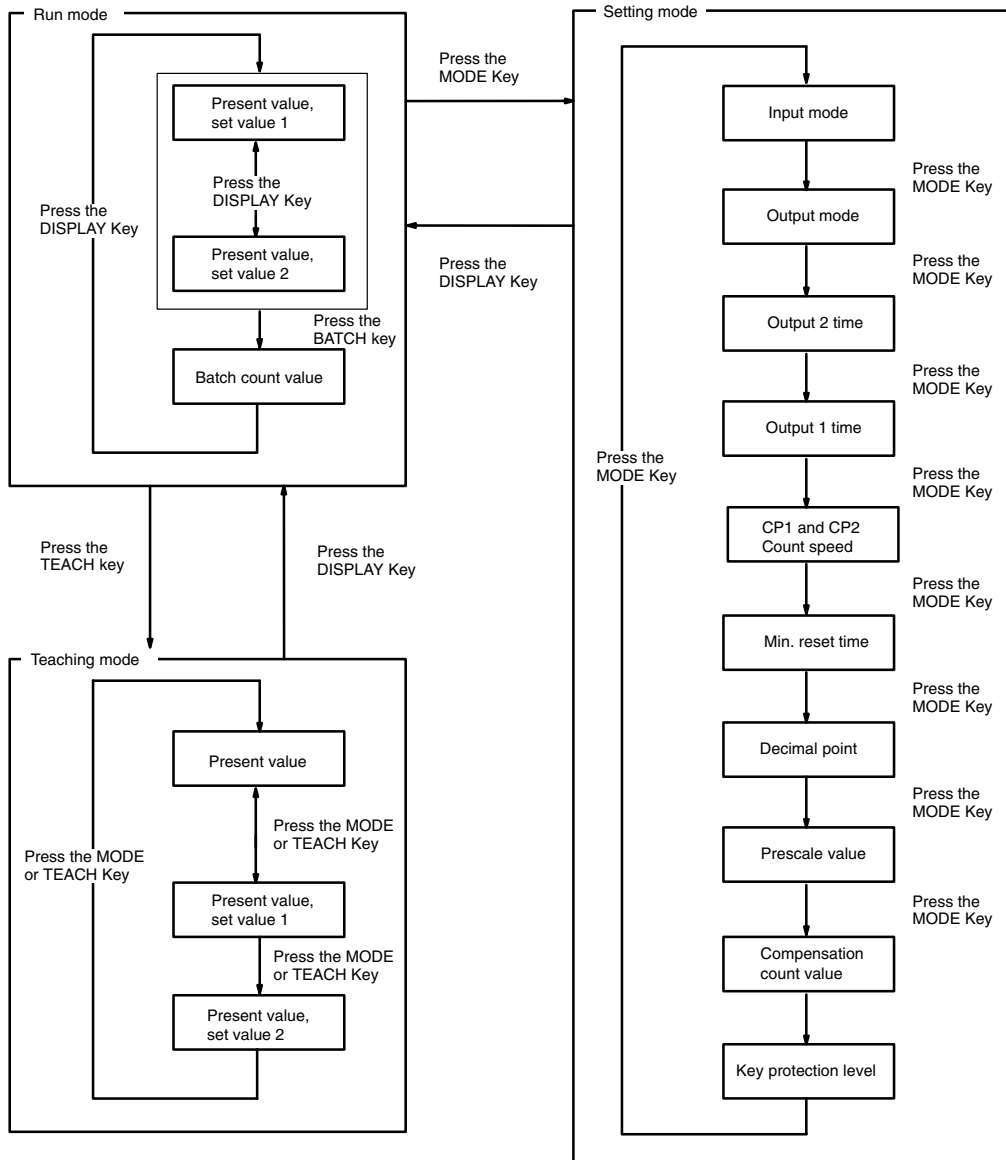 Run mode
Press the
DISPLAY Key
Present value,
set value 1
Press the
DISPLAY Key
Present value,
set value 2
Press the
BATCH key
Batch count value
Press the
MODE Key
Press the
DISPLAY Key
Press the
TEACH key
Press the
DISPLAY Key
Teaching mode
Press the MODE
or TEACH Key
Present value
Press the MODE
or TEACH Key
Present value,
set value 1
Press the MODE
or TEACH Key
Present value,
set value 2
Setting mode
Press the
MODE Key
Input mode
Press the
MODE Key
Output mode
Press the
MODE Key
Output 2 time
Press the
MODE Key
Output 1 time
Press the
MODE Key
CP1 and CP2
Count speed
Press the
MODE Key
Min. reset time
Press the
MODE Key
Decimal point
Press the
MODE Key
Prescale value
Press the
MODE Key
Compensation
count value
Key protection level